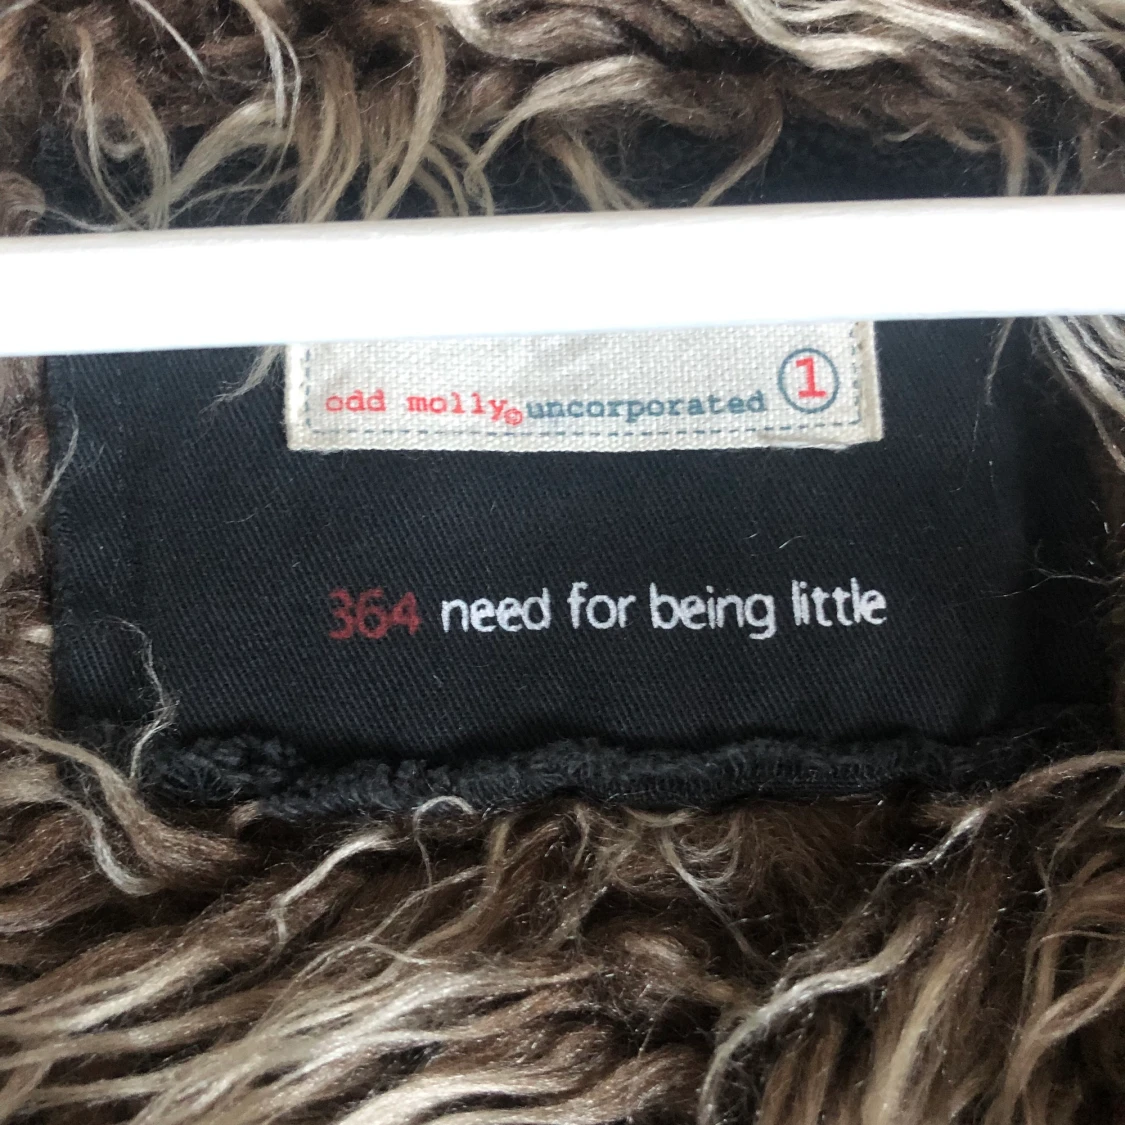 odd molly©uncorporated 1
364 need for being little